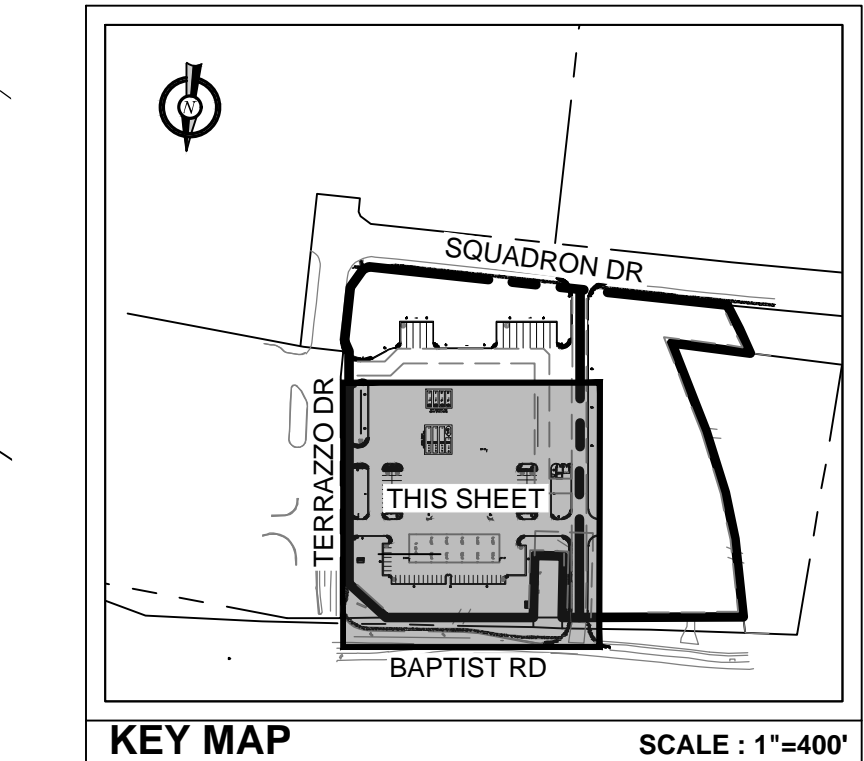 N
SQUADRON DR
TERRAZZO DR
THIS SHEET
BAPTIST RD
KEY MAP
SCALE : 1"=400'